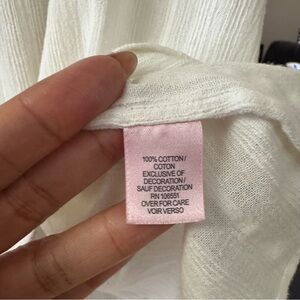 100% COTTON/
COTON
EXCLUSIVE OF
DECORATION/
SAUF DECORATION
RN 106551
OVER FOR CARE
VOIR VERSO